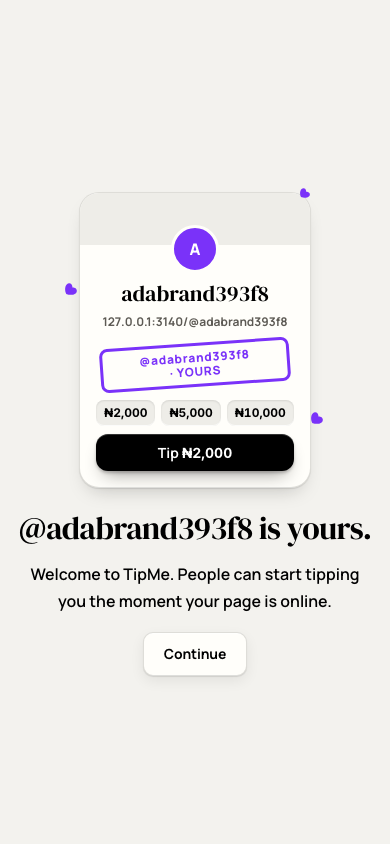 A
adabrand393f8
127.0.0.1:3140/@adabrand393f8
@adabrand393f8
· YOURS
₦2,000 ₦5,000 ₦10,000
Tip ₦2,000
@adabrand393f8 is yours.
Welcome to TipMe. People can start tipping
you the moment your page is online.
Continue